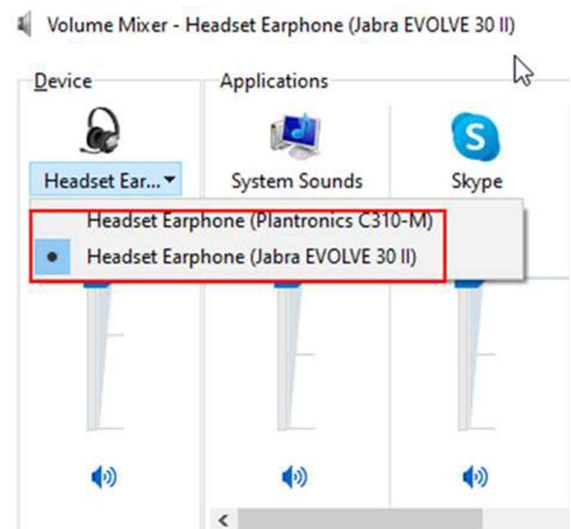 Volume Mixer - Headset Earphone (Jabra EVOLVE 30 II)
Device
Applications
Headset Ear...
System Sounds
Skype
Headset Earphone (Plantronics C310-M)
Headset Earphone (Jabra EVOLVE 30 II)